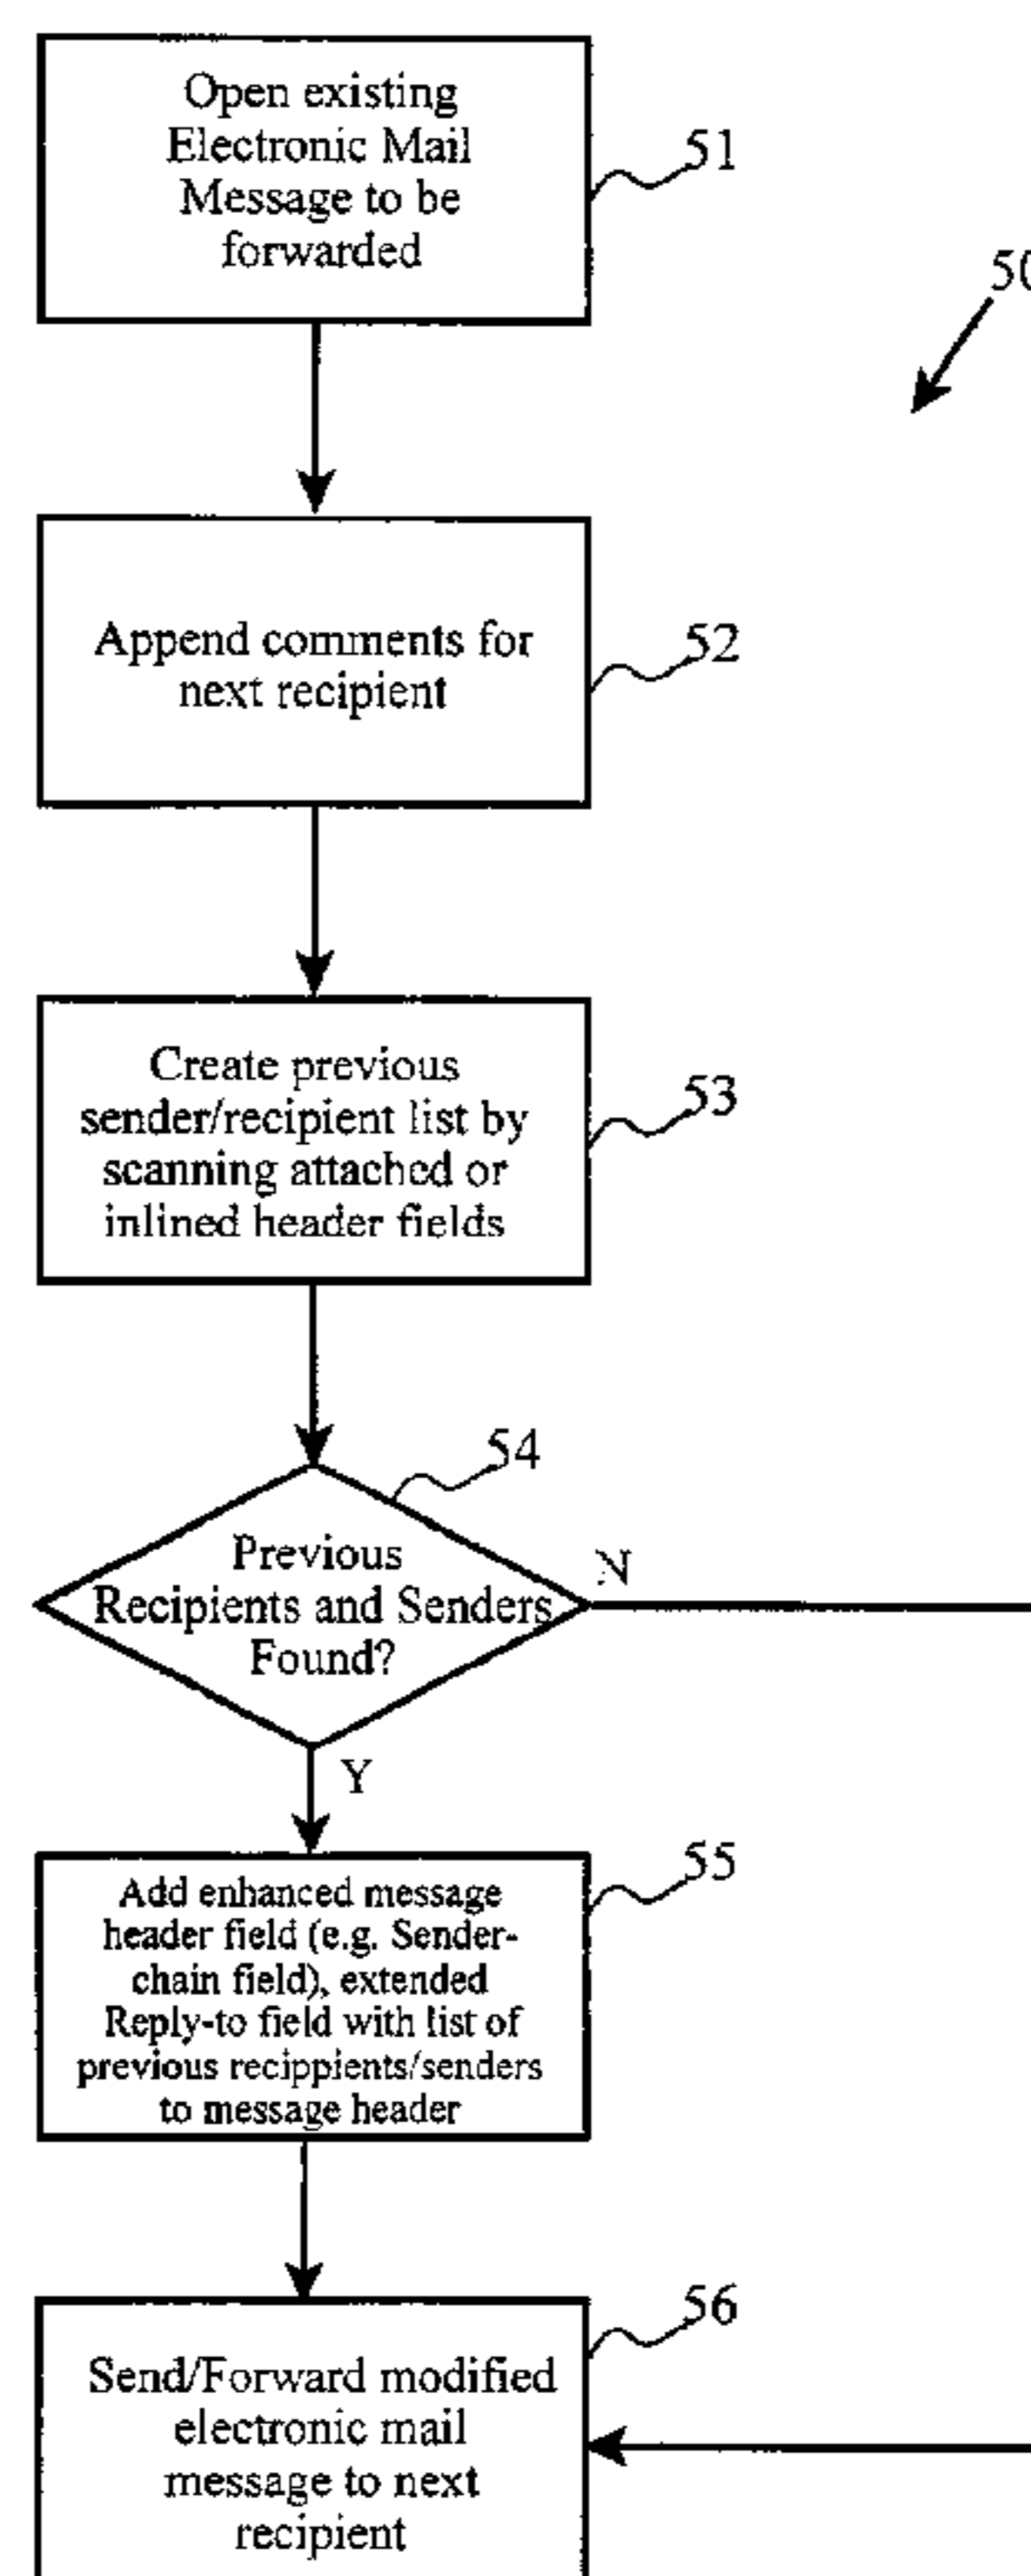 Open existing
Electronic Mail
Message to be
forwarded
51
50
Append comments for
next recipient
52
Create previous
sender/recipient list by
scanning attached or
inlined header fields
53
54
Previous
Recipients and Senders
Found?
N
Y
Add enhanced message
header field (e.g. Sender-
chain field), extended
Reply-to field with list of
previous recippients/senders
to message header
55
Send/Forward modified
electronic mail
message to next
recipient
56